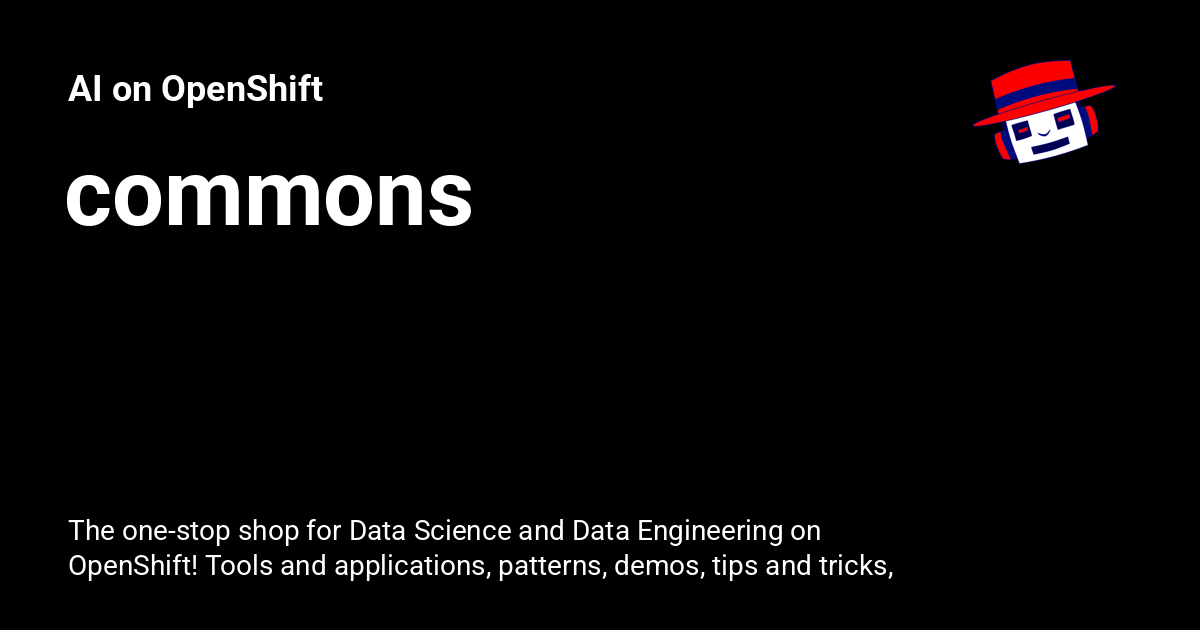 AI on OpenShift
commons
The one-stop shop for Data Science and Data Engineering on
OpenShift! Tools and applications, patterns, demos, tips and tricks,